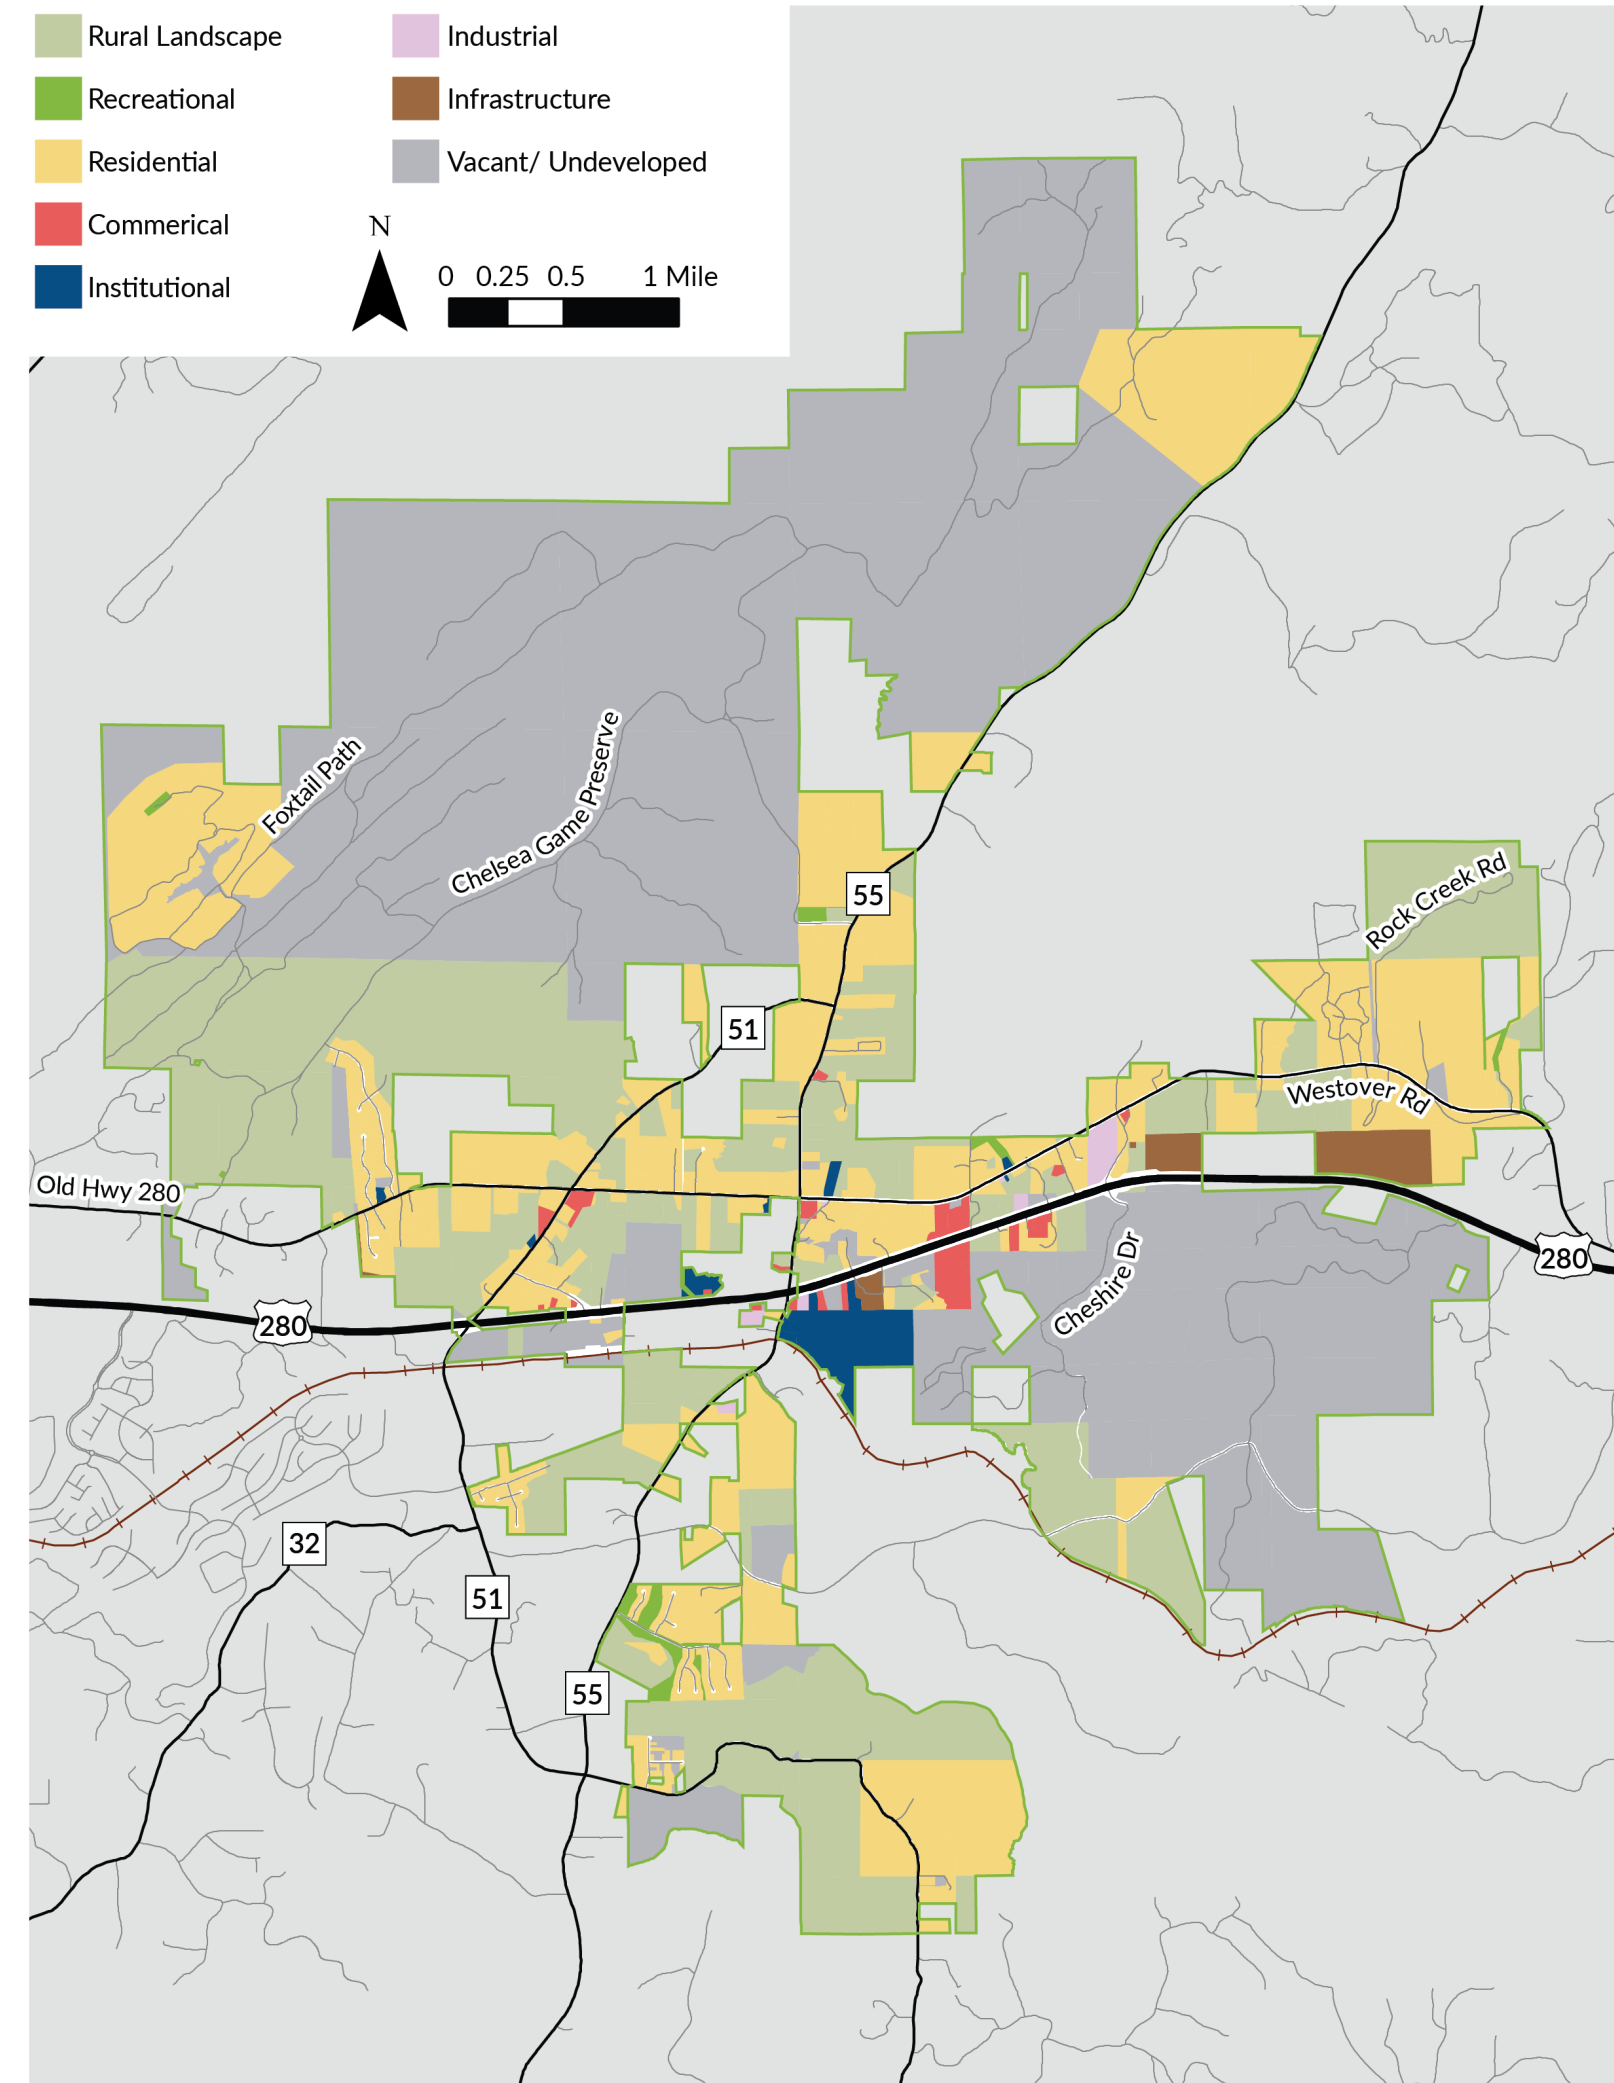 Rural Landscape
Recreational
Residential
Commerical
Institutional
Industrial
Infrastructure
Vacant/ Undeveloped
N
0 0.25 0.5 1 Mile
Foxtail Path
Chelsea Game Preserve
55
Rock Creek Rd
51
Westover Rd
Old Hwy 280
280
Cheshire Dr
280
32
51
55